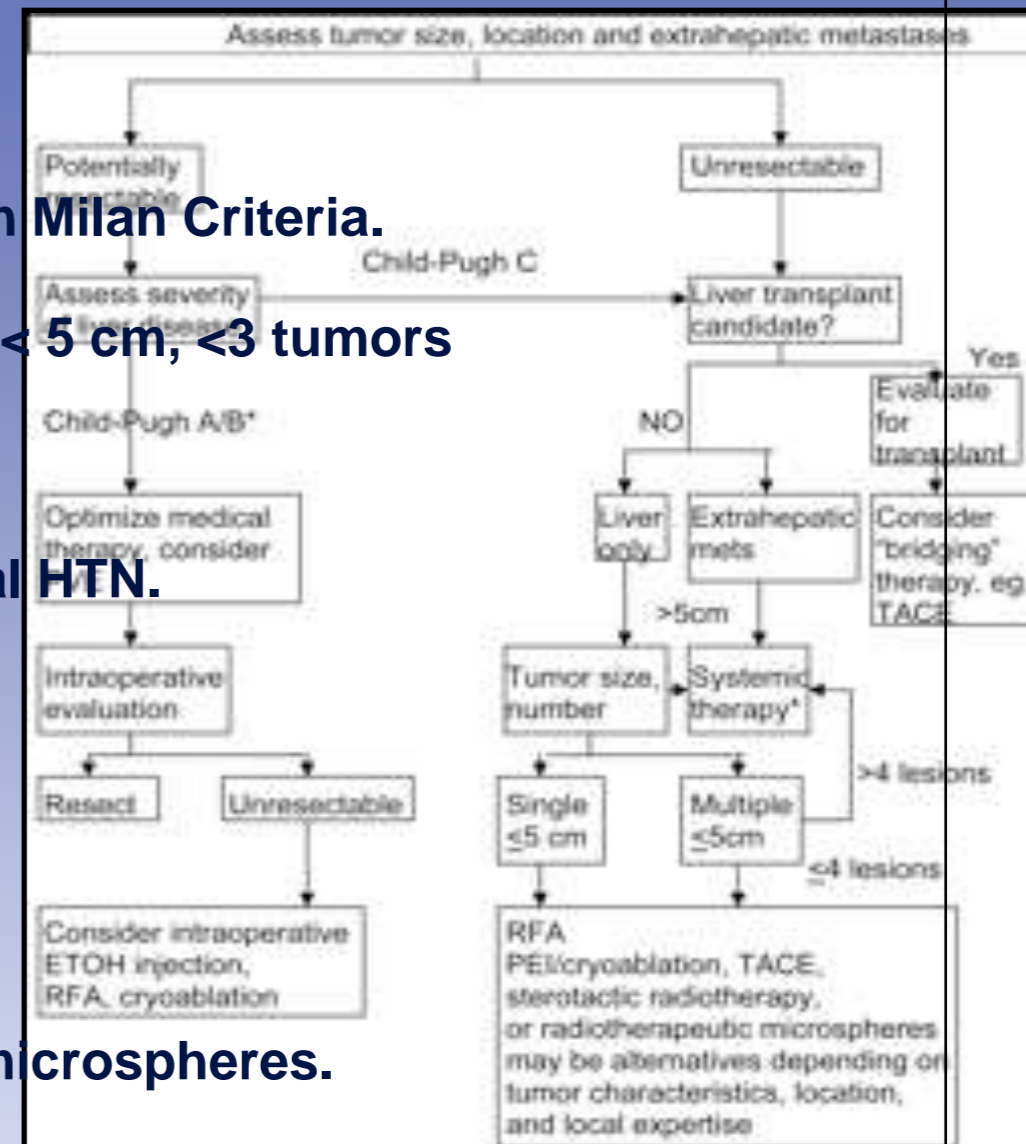 Assess tumor size, location and extrahepatic metastases
Potentially
resectable
Unresectable
n Milan Criteria.
Child-Pugh C
Assess severity
liver disease
Liver transplant
candidate?
< 5 cm, <3 tumors
Yes
Child-Pugh A/B*
NO
Evaluate
for
transplant
Optimize medical
therapy, consider
al HTN.
Liver
only
Extrahepatic
mets
Consider
"bridging"
therapy, eg
TACE
>5cm
Intraoperative
evaluation
Tumor size,
number
Systemic
therapy*
>4 lesions
Resect
Unresectable
Single
≤5 cm
Multiple
≤5cm
≤4 lesions
Consider intraoperative
ETOH injection,
RFA, cryoablation
RFA
PEI/cryoablation, TACE,
sterotactic radiotherapy,
or radiotherapeutic microspheres
may be alternatives depending on
tumor characteristics, location,
and local expertise
microspheres.